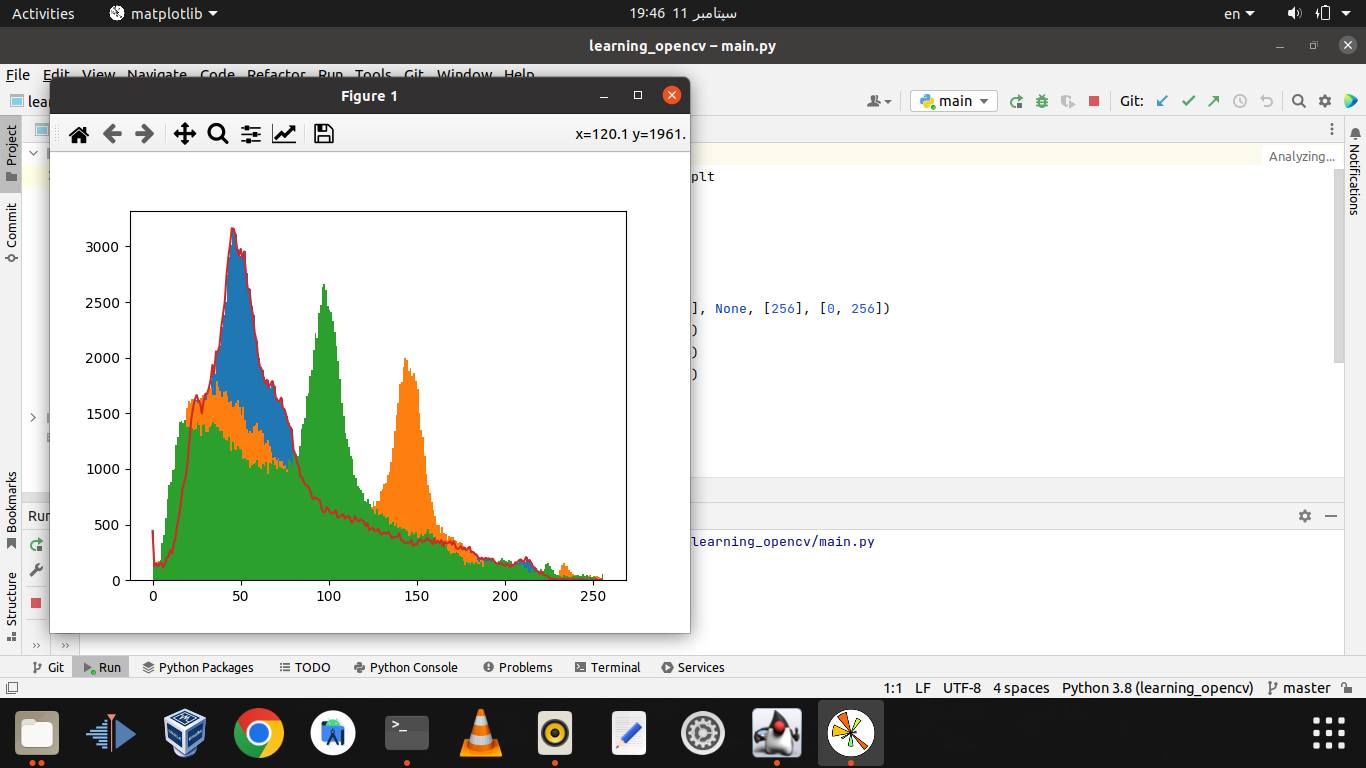 Activities
matplotlib
19:46 11 سپتامبر
en
learning_opencv – main.py
File Edit View Navigate Code Refactor Run Tools Git Window Help
main
Git:
Figure 1
x=120.1 y=1961.
Analyzing...
plt
], None, [256], [0, 256])
)
)
)
3000
2500
2000
1500
1000
500
0
0 50 100 150 200 250
Project
Commit
Bookmarks
Structure
Notifications
learning_opencv/main.py
Git Run Python Packages TODO Python Console Problems Terminal Services
1:1 LF UTF-8 4 spaces Python 3.8 (learning_opencv) master